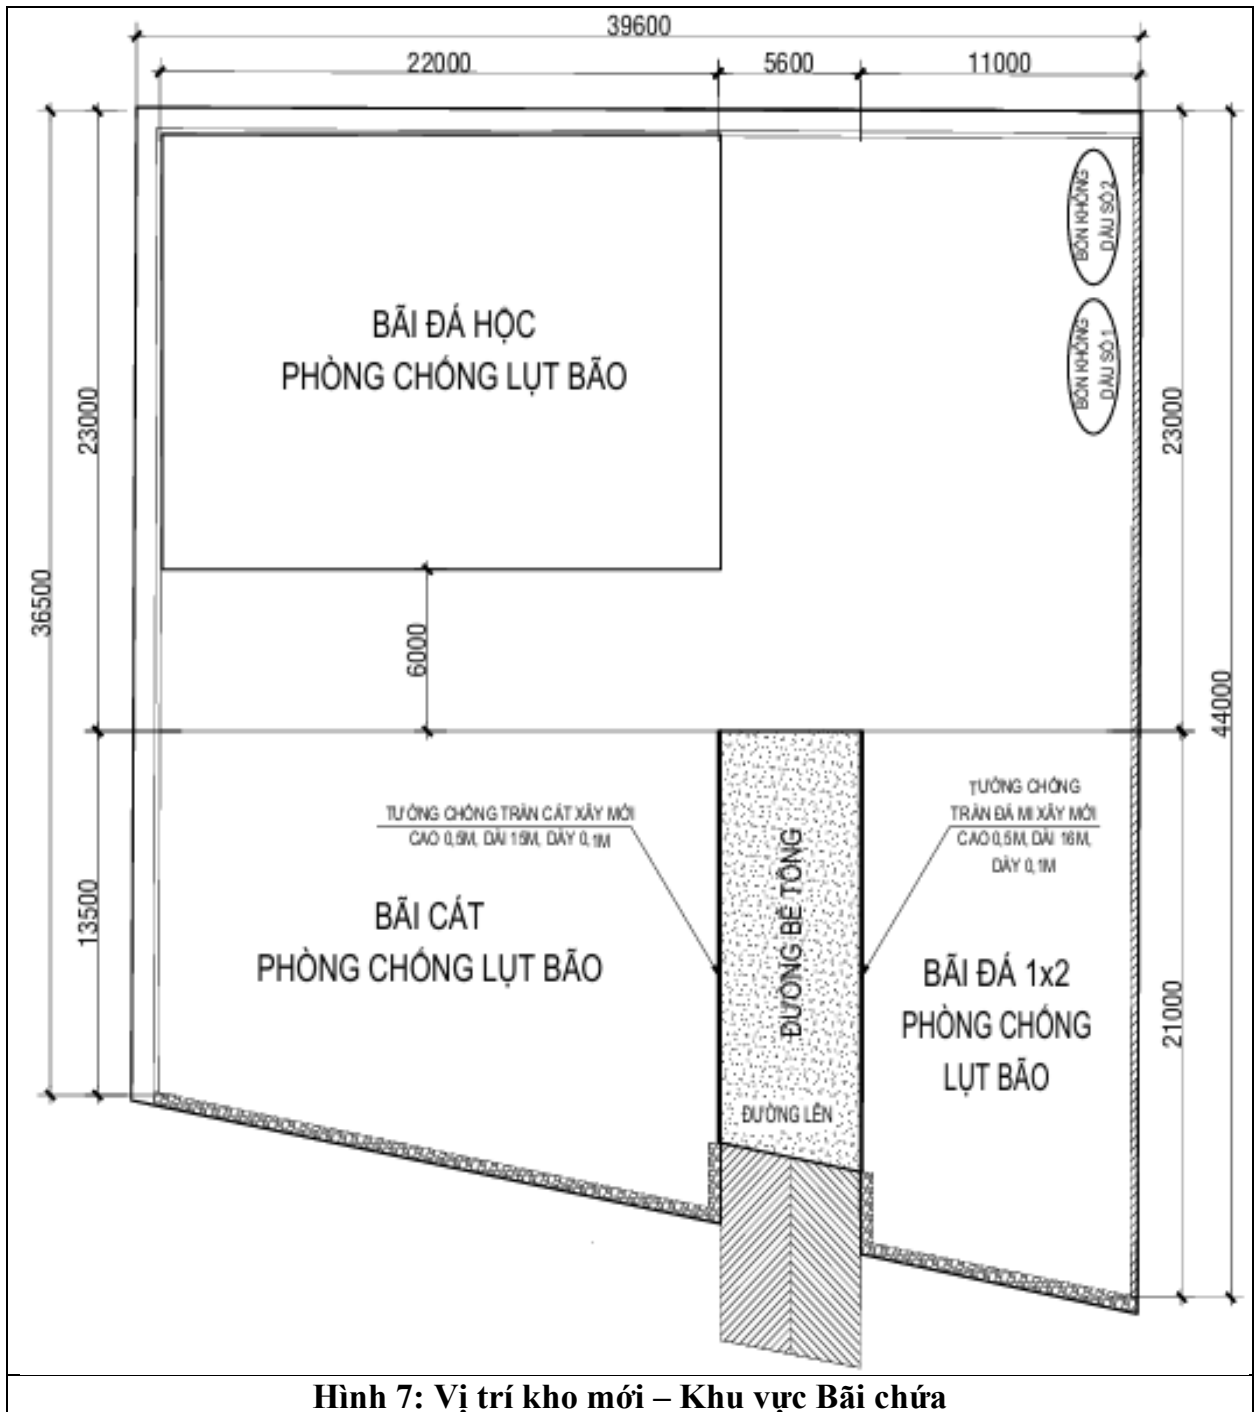 39600
22000
5600
11000
BỒN KHÔNG
DẦU SỐ 2
BÃI ĐÁ HỘC
PHÒNG CHỐNG LỤT BÃO
BỒN KHÔNG
DẦU SỐ 1
23000
23000
36500
6000
44000
TƯỜNG CHỐNG TRÀN CÁT XÂY MỚI
CAO 0,5M, DÀI 15M, DÀY 0,1M
TƯỜNG CHỐNG
TRÀN ĐÁ MI XÂY MỚI
CAO 0,5M, DÀI 16M,
DÀY 0,1M
ĐƯỜNG BÊ TÔNG
13500
BÃI CÁT
PHÒNG CHỐNG LỤT BÃO
BÃI ĐÁ 1x2
PHÒNG CHỐNG
LỤT BÃO
21000
ĐƯỜNG LÊN
Hình 7: Vị trí kho mới – Khu vực Bãi chứa